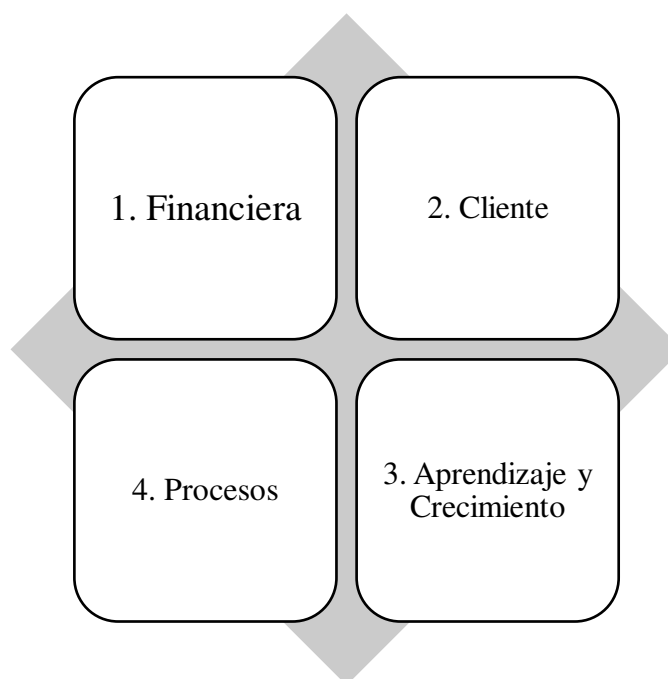 1. Financiera
2. Cliente
4. Procesos
3. Aprendizaje y
Crecimiento